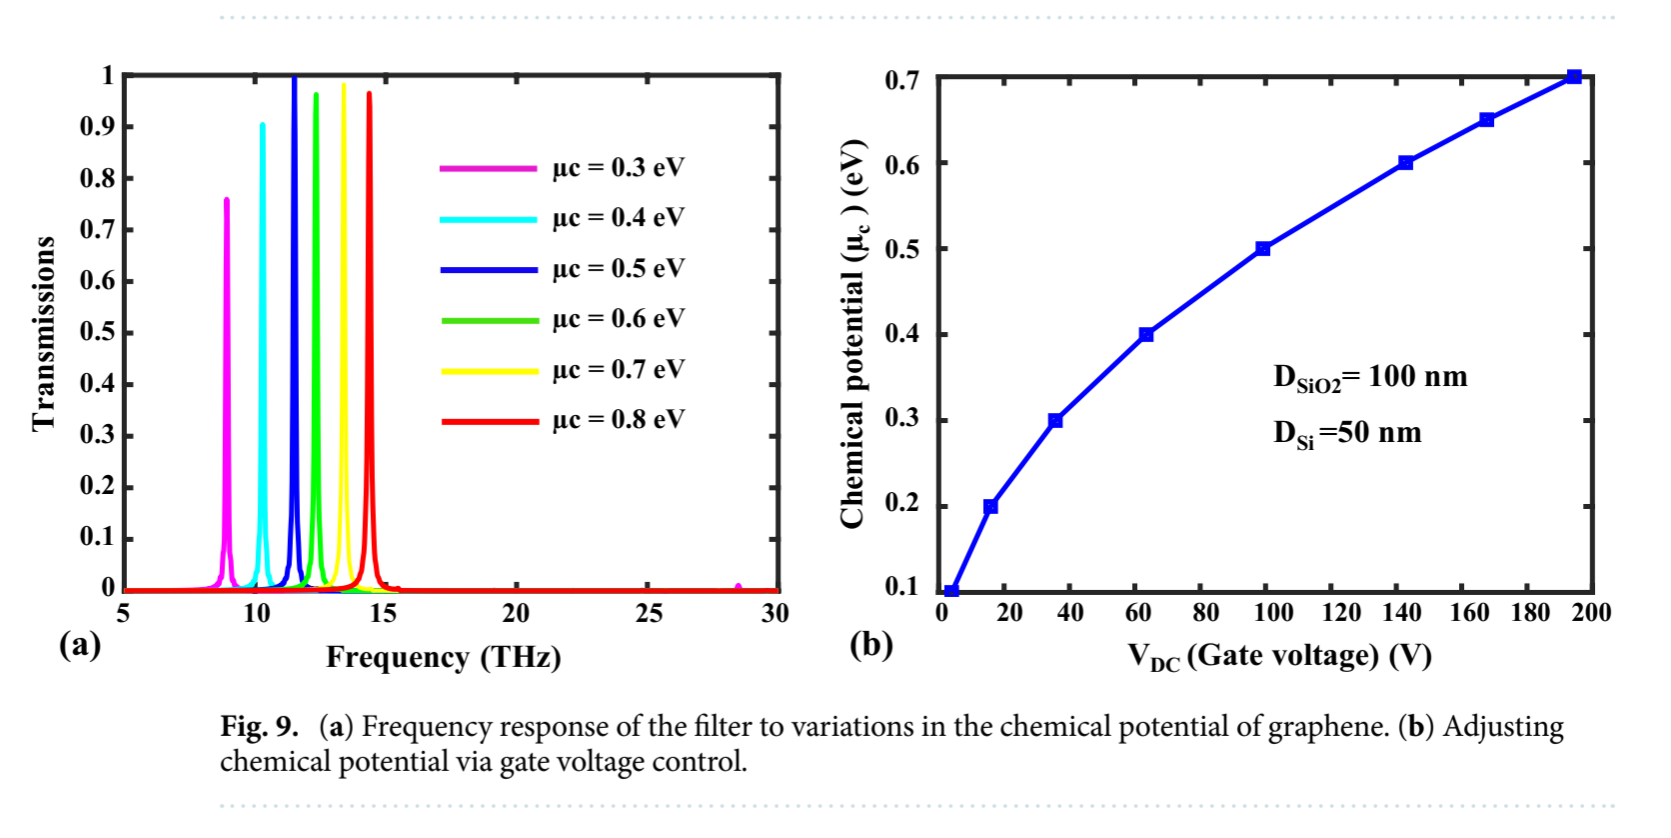 1
0.9
0.8
0.7
0.6
0.5
0.4
0.3
0.2
0.1
0
5
10
15
20
25
30
Transmissions
Frequency (THz)
(a)
μc = 0.3 eV
μc = 0.4 eV
μc = 0.5 eV
μc = 0.6 eV
μc = 0.7 eV
μc = 0.8 eV
0.7
0.6
0.5
0.4
0.3
0.2
0.1
0
20
40
60
80
100
120
140
160
180
200
Chemical potential (μc ) (eV)
VDC (Gate voltage) (V)
(b)
DSiO2= 100 nm
DSi =50 nm
Fig. 9. (a) Frequency response of the filter to variations in the chemical potential of graphene. (b) Adjusting
chemical potential via gate voltage control.